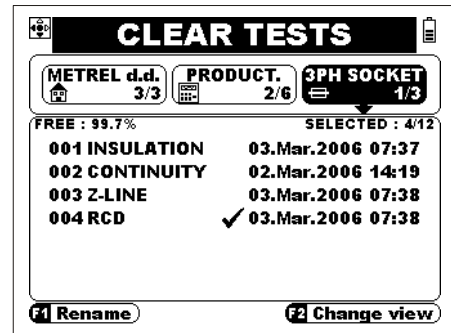 CLEAR TESTS
METREL d.d. PRODUCT. 3PH SOCKET
3/3 2/6 1/3
FREE : 99.7% SELECTED : 4/12
001 INSULATION 03.Mar.2006 07:37
002 CONTINUITY 02.Mar.2006 14:19
003 Z-LINE 03.Mar.2006 07:38
004 RCD ✓ 03.Mar.2006 07:38
F1 Rename F2 Change view